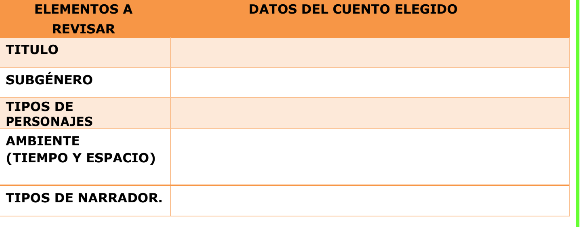 ELEMENTOS A
REVISAR
DATOS DEL CUENTO ELEGIDO
TITULO
SUBGÉNERO
TIPOS DE
PERSONAJES
AMBIENTE
(TIEMPO Y ESPACIO)
TIPOS DE NARRADOR.